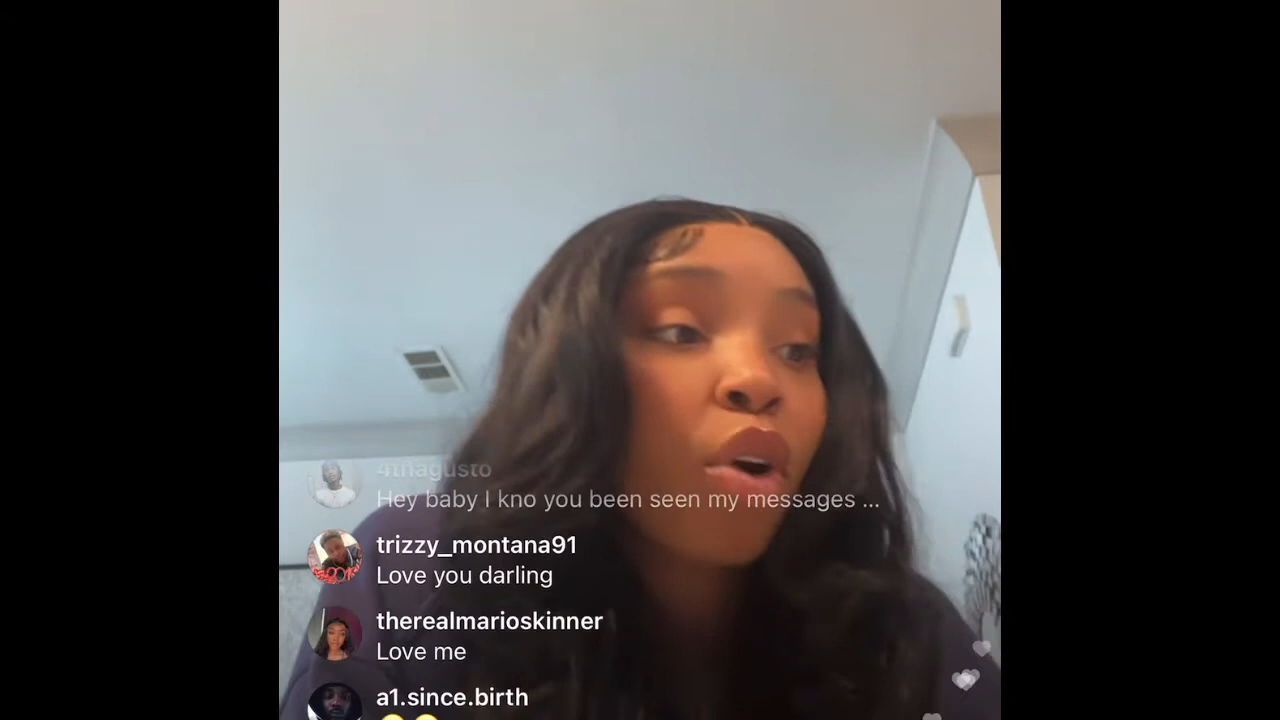 4thagusto
Hey baby I kno you been seen my messages ...
trizzy_montana91
Love you darling
therealmarioskinner
Love me
a1.since.birth